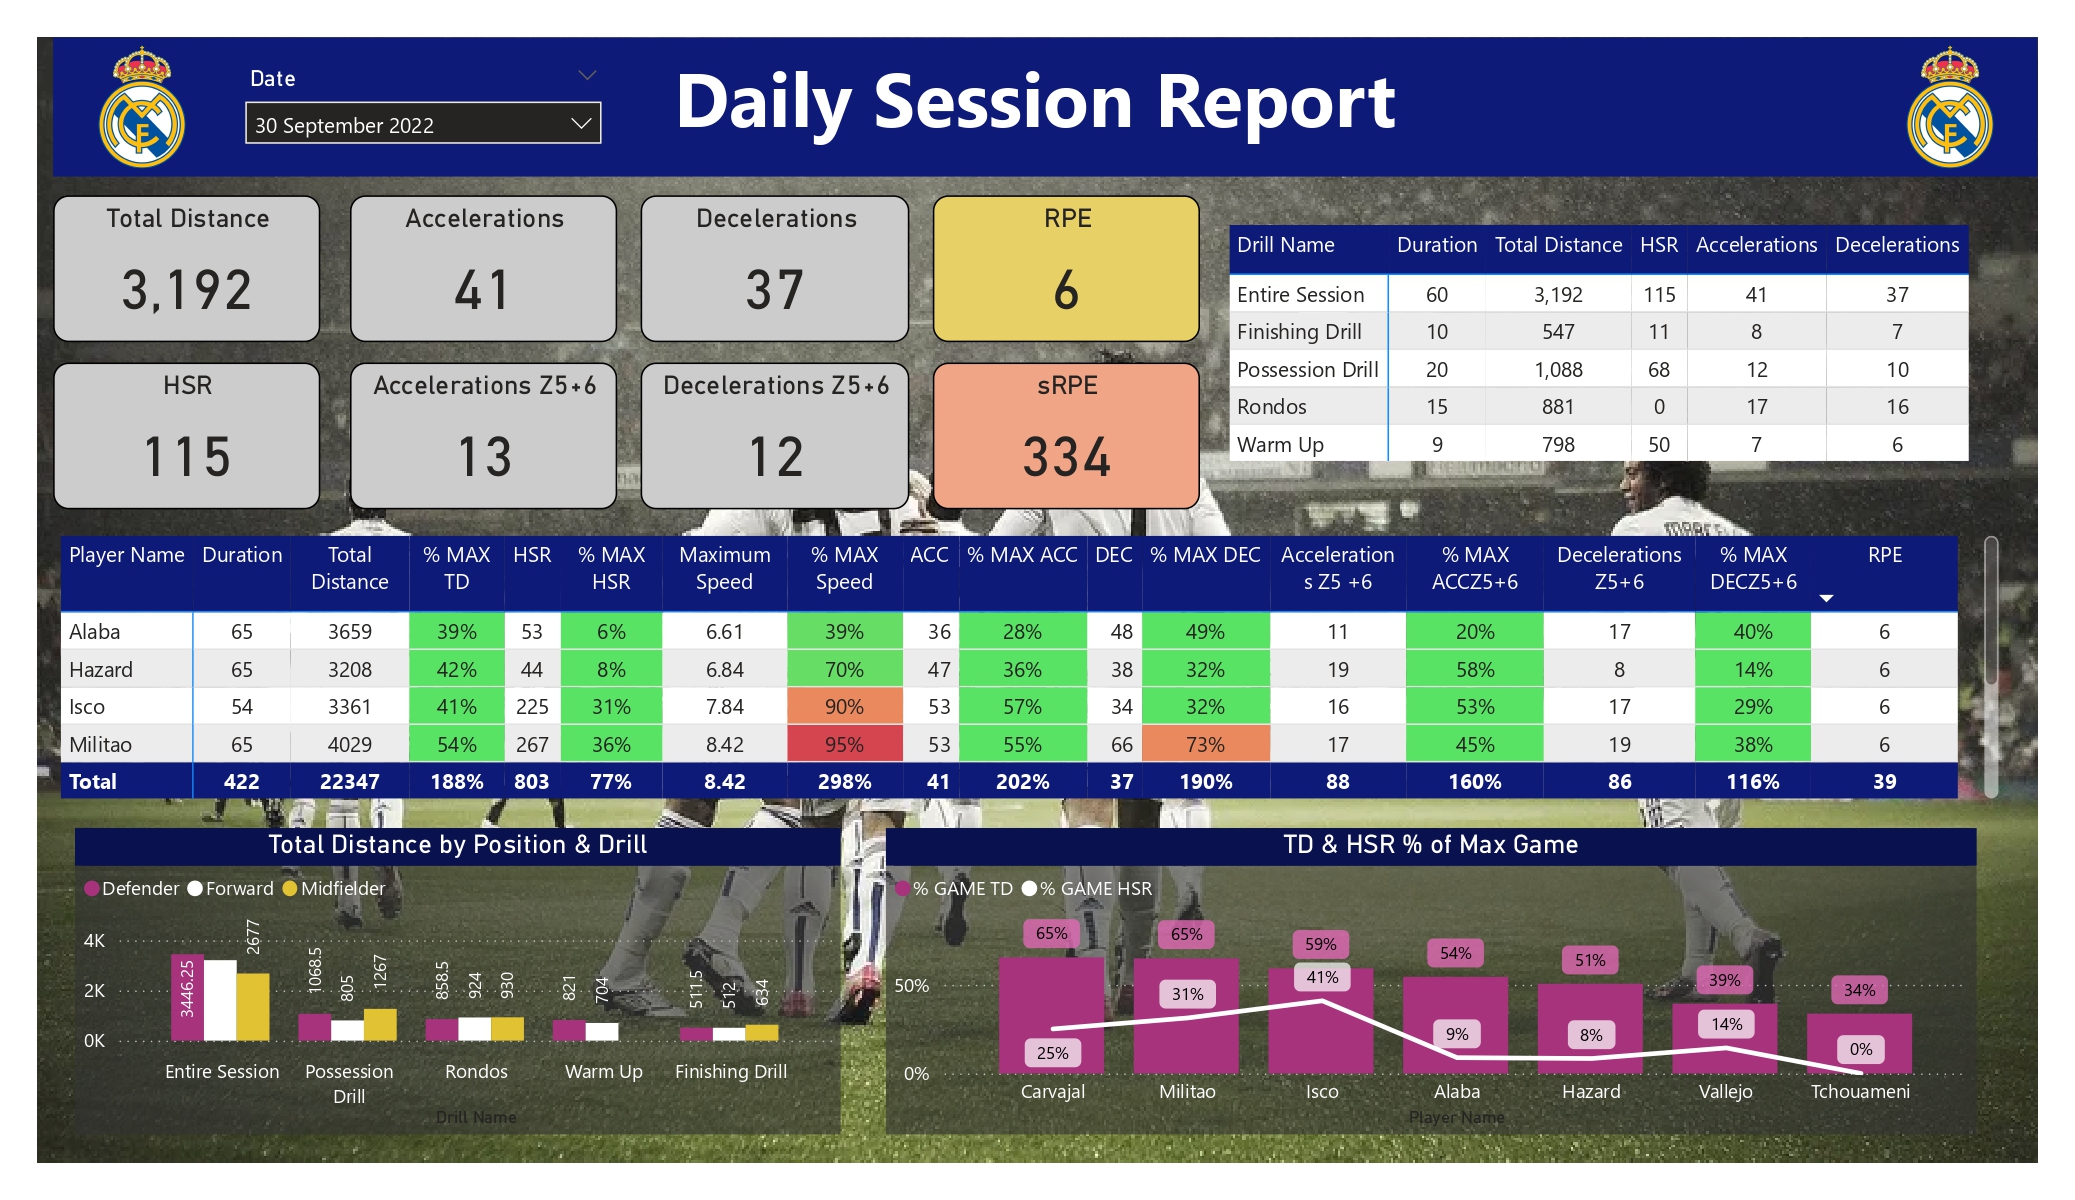 Date
30 September 2022
Daily Session Report
Total Distance
3,192
Accelerations
41
Decelerations
37
RPE
6
HSR
115
Accelerations Z5+6
13
Decelerations Z5+6
12
sRPE
334
Drill Name Duration Total Distance HSR Accelerations Decelerations
Entire Session 60 3,192 115 41 37
Finishing Drill 10 547 11 8 7
Possession Drill 20 1,088 68 12 10
Rondos 15 881 0 17 16
Warm Up 9 798 50 7 6
Player Name Duration Total Distance % MAX TD HSR % MAX HSR Maximum Speed % MAX Speed ACC % MAX ACC DEC % MAX DEC Acceleration s Z5 +6 % MAX ACCZ5+6 Decelerations Z5+6 % MAX DECZ5+6 RPE
Alaba 65 3659 39% 53 6% 6.61 39% 36 28% 48 49% 11 20% 17 40% 6
Hazard 65 3208 42% 44 8% 6.84 70% 47 36% 38 32% 19 58% 8 14% 6
Isco 54 3361 41% 225 31% 7.84 90% 53 57% 34 32% 16 53% 17 29% 6
Militao 65 4029 54% 267 36% 8.42 95% 53 55% 66 73% 17 45% 19 38% 6
Total 422 22347 188% 803 77% 8.42 298% 41 202% 37 190% 88 160% 86 116% 39
Total Distance by Position & Drill
Defender Forward Midfielder
4K
2K
0K
3446.25 2677 1068.5 805 1267 858.5 924 930 821 704 511.5 512 634
Entire Session Possession Drill Rondos Warm Up Finishing Drill
Drill Name
TD & HSR % of Max Game
% GAME TD % GAME HSR
50%
0%
65% 65% 59% 54% 51% 39% 34%
25% 31% 41% 9% 8% 14% 0%
Carvajal Militao Isco Alaba Hazard Vallejo Tchouameni
Player Name